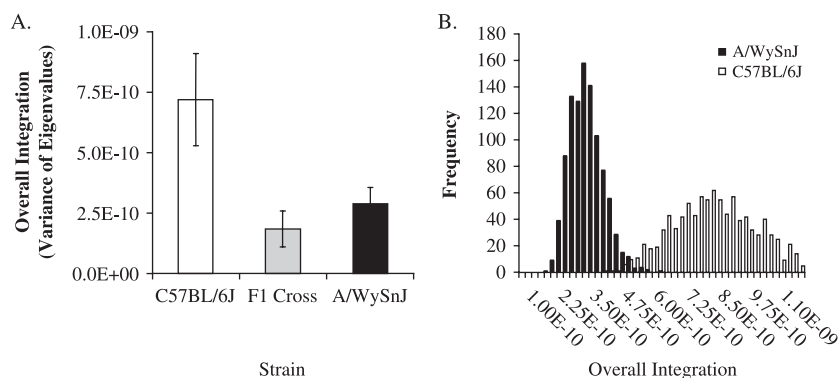 A.
Overall Integration
(Variance of Eigenvalues)
1.0E-09
7.5E-10
5.0E-10
2.5E-10
0.0E+00
C57BL/6J
F1 Cross
A/WySnJ
Strain
B.
A/WySnJ
C57BL/6J
Frequency
180
160
140
120
100
80
60
40
20
0
1.00E-10
2.25E-10
3.50E-10
4.75E-10
6.00E-10
7.25E-10
8.50E-10
9.75E-10
1.10E-09
Overall Integration